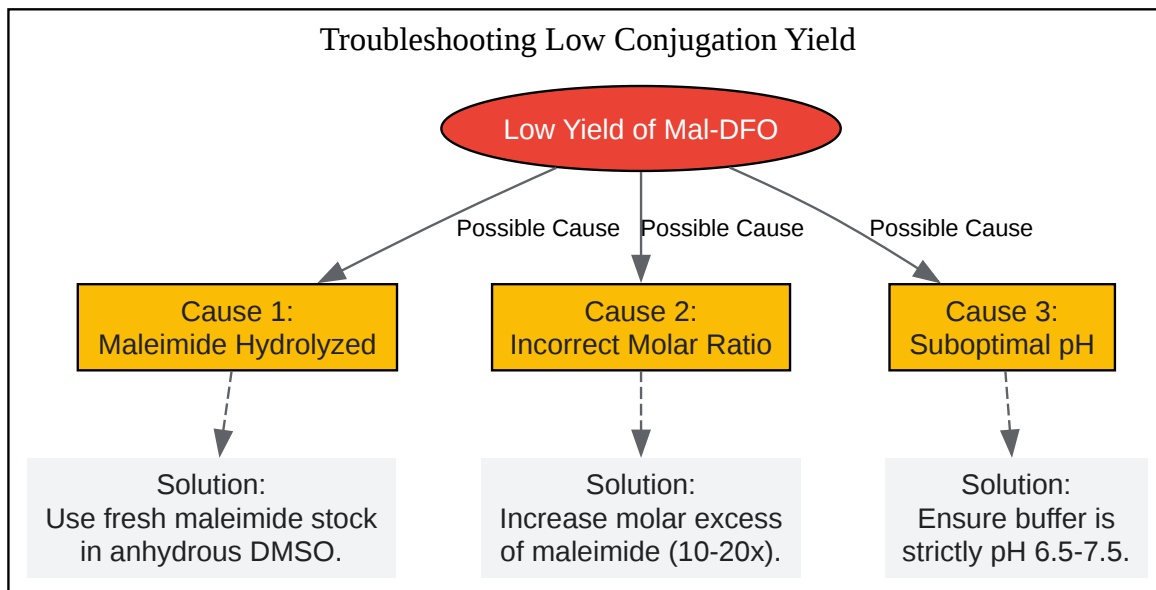 Troubleshooting Low Conjugation Yield
Low Yield of Mal-DFO
Possible Cause
Possible Cause
Possible Cause
Cause 1:
Maleimide Hydrolyzed
Cause 2:
Incorrect Molar Ratio
Cause 3:
Suboptimal pH
Solution:
Use fresh maleimide stock
in anhydrous DMSO.
Solution:
Increase molar excess
of maleimide (10-20x).
Solution:
Ensure buffer is
strictly pH 6.5-7.5.